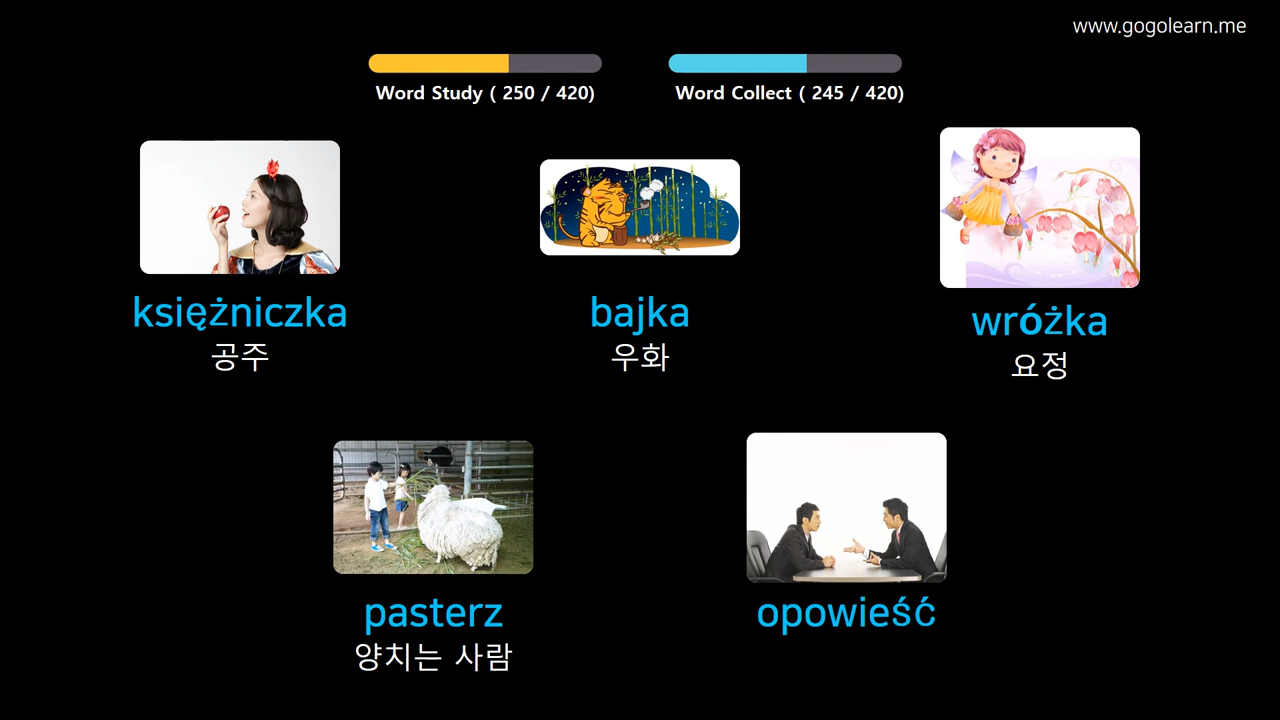 www.gogolearn.me
Word Study ( 250 / 420)
Word Collect ( 245 / 420)
księżniczka
공주
bajka
우화
wróżka
요정
pasterz
양치는 사람
opowieść